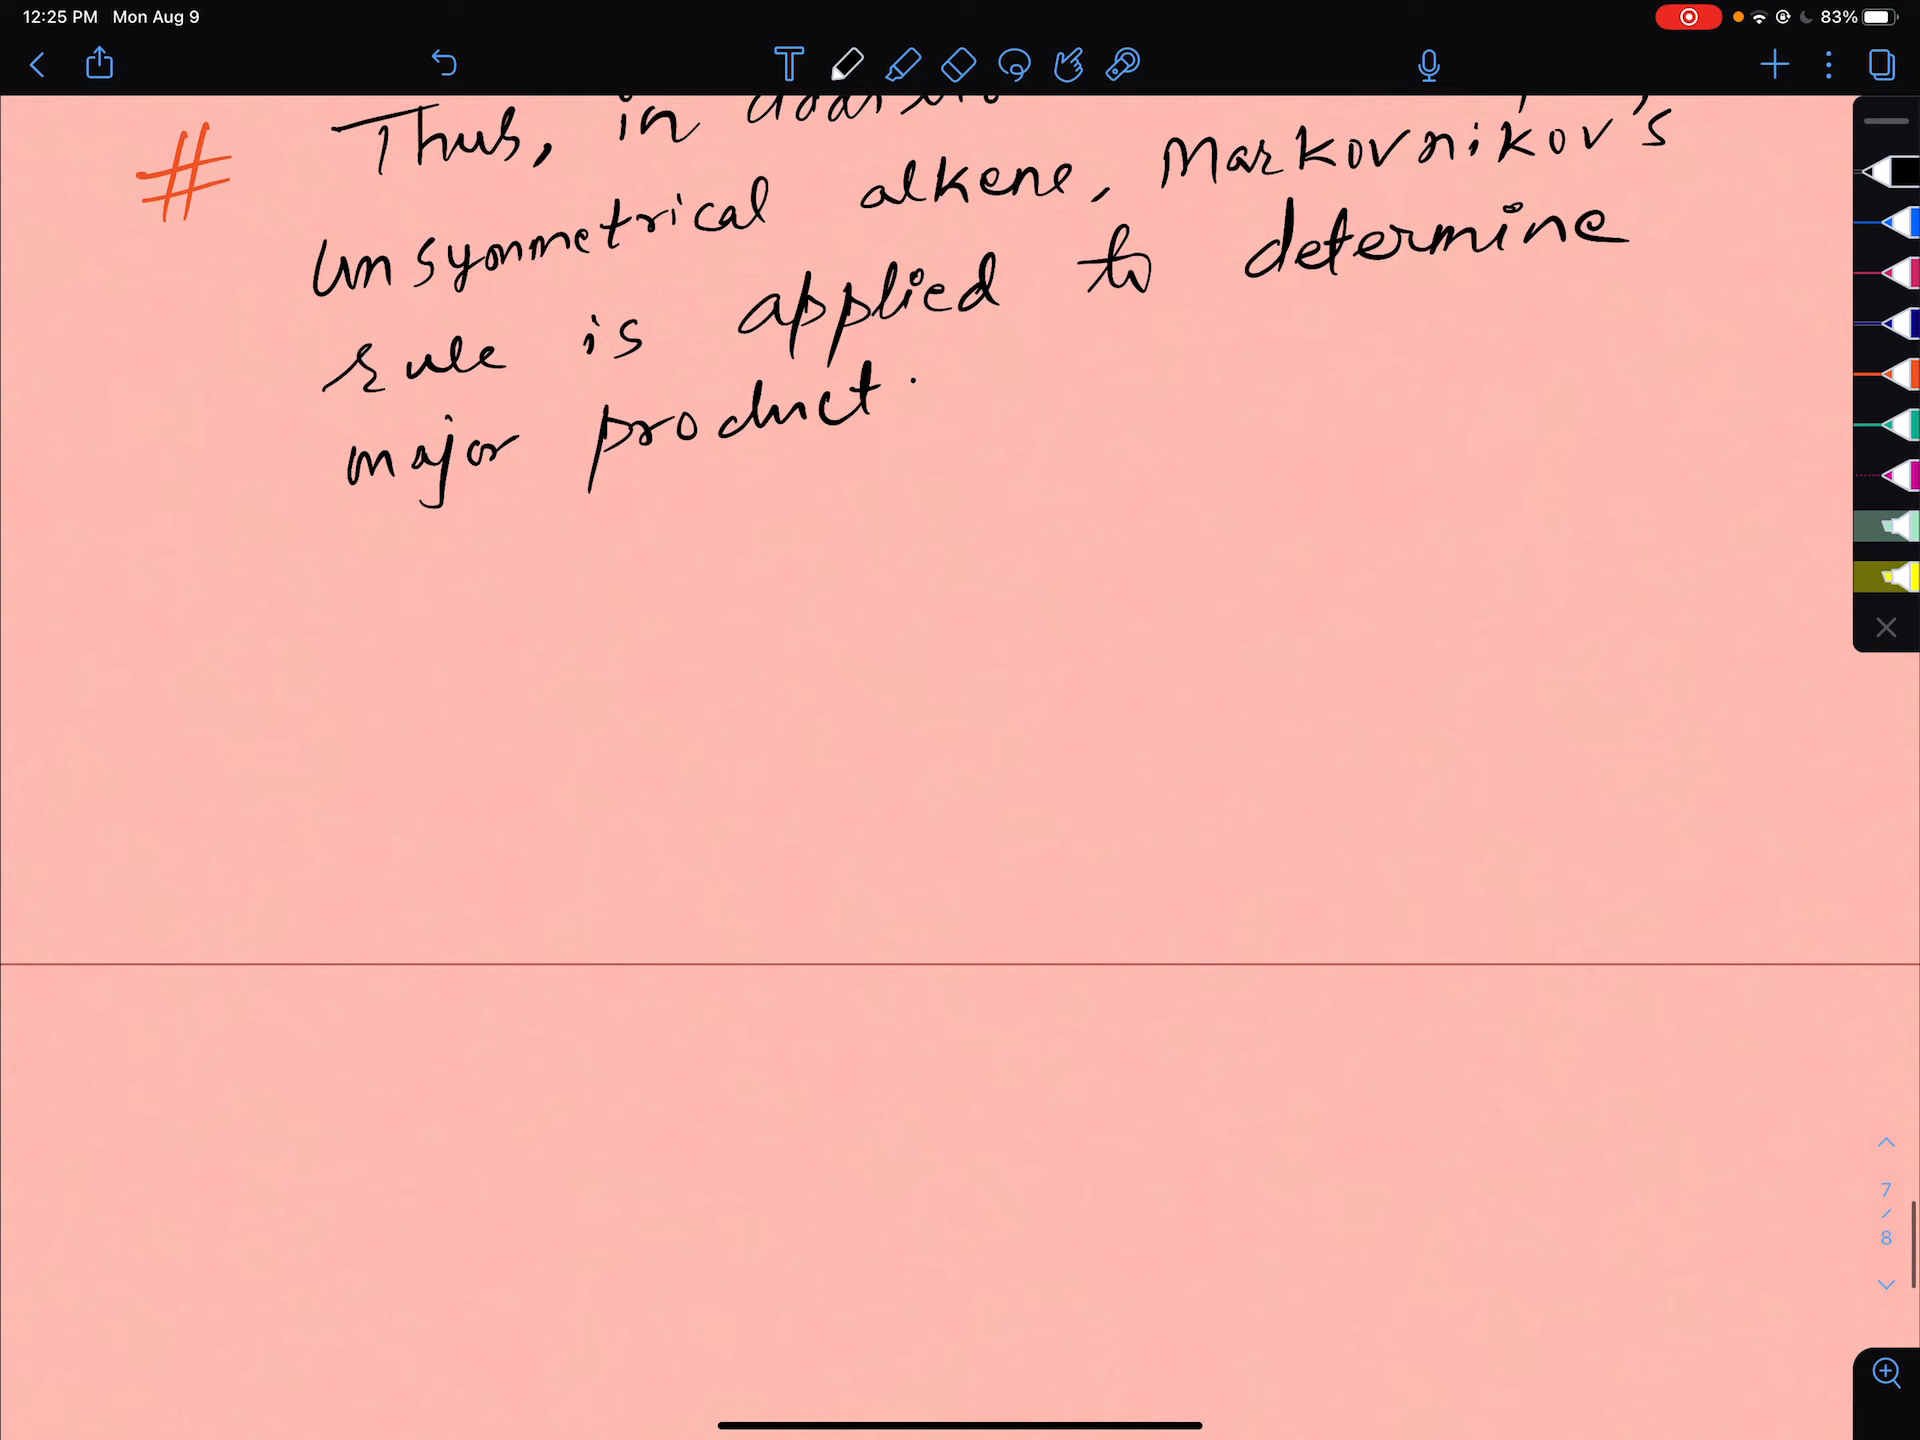 12:25 PM Mon Aug 9
83%
# Thus, in
unsymmetrical alkene, Markovnikov's
rule is applied to determine
major product.
7
/
8